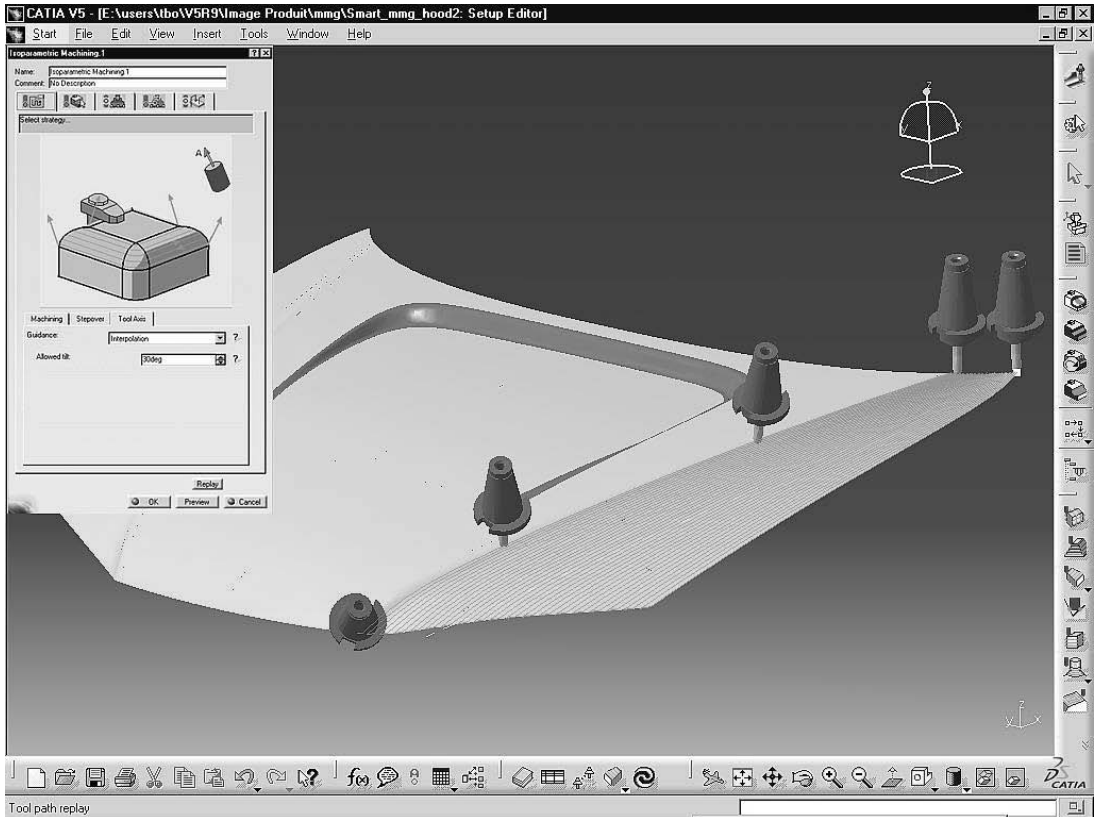 CATIA V5 - [E:\users\tbo\V5R9\Image Produit\mmg\Smart_mmg_hood2: Setup Editor]
Start File Edit View Insert Tools Window Help
Isoparametric Machining.1
Name: Isoparametric Machining.1
Comment: No Description
Select strategy...
A
Machining Stepover Tool Axis
Guidance: Interpolation ?
Allowed tilt: 30deg ?
Replay
OK Preview Cancel
z
y x
z
y x
f(x)
CATIA
Tool path replay